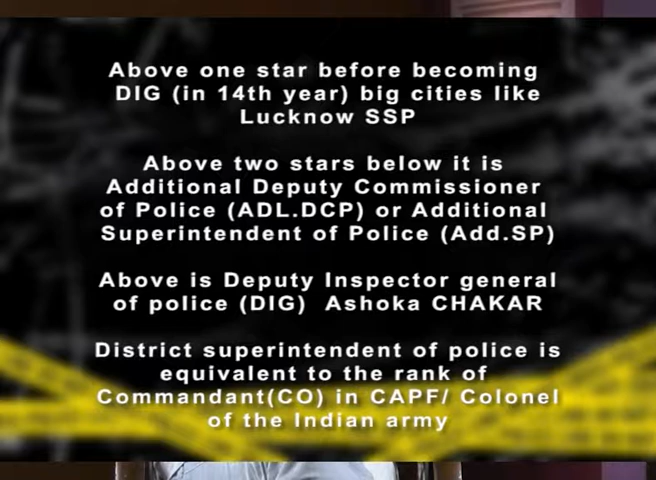 Above one star before becoming
DIG (in 14th year) big cities like
Lucknow SSP
Above two stars below it is
Additional Deputy Commissioner
of Police (ADL.DCP) or Additional
Superintendent of Police (Add.SP)
Above is Deputy Inspector general
of police (DIG) Ashoka CHAKAR
District superintendent of police is
equivalent to the rank of
Commandant(CO) in CAPF/ Colonel
of the Indian army